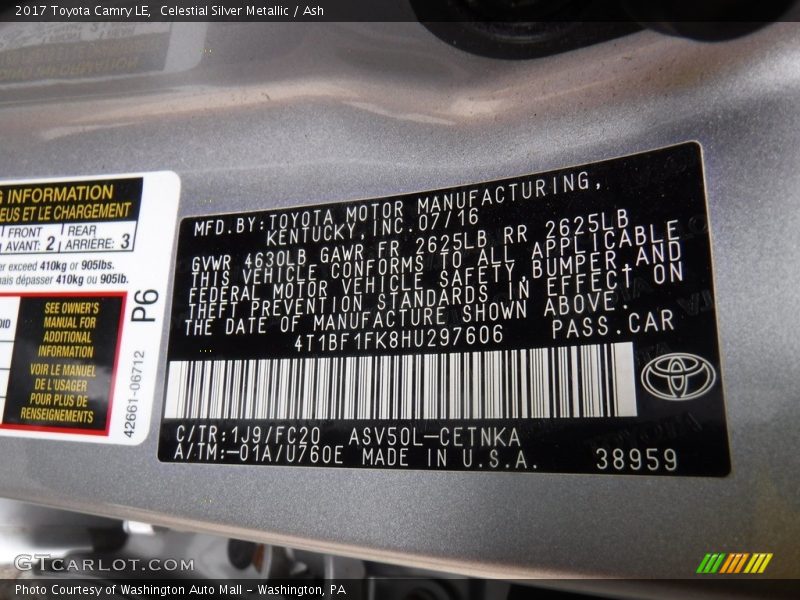 2017 Toyota Camry LE, Celestial Silver Metallic / Ash
G INFORMATION
EUS ET LE CHARGEMENT
FRONT
AVANT: 2
REAR
ARRIÈRE: 3
er exceed 410kg or 905lb.
mais dépasser 410kg ou 905lb.
SEE OWNER'S
MANUAL FOR
ADDITIONAL
INFORMATION
VOIR LE MANUEL
DE L'USAGER
POUR PLUS DE
RENSEIGNEMENTS
P6
42661-06712
MFD.BY:TOYOTA MOTOR MANUFACTURING,
KENTUCKY,INC.07/16
GVWR 4630LB GAWR FR 2625LB RR 2625LB
THIS VEHICLE CONFORMS TO ALL APPLICABLE
FEDERAL MOTOR VEHICLE SAFETY,BUMPER,AND
THEFT PREVENTION STANDARDS IN EFFECT ON
THE DATE OF MANUFACTURE SHOWN ABOVE.
4T1BF1FK8HU297606 PASS.CAR
C/TR:1J9/FC20 ASV50L-CETNKA
A/TM:-01A/U760E MADE IN U.S.A.
38959
GTCARLOT.COM
Photo Courtesy of Washington Auto Mall - Washington, PA